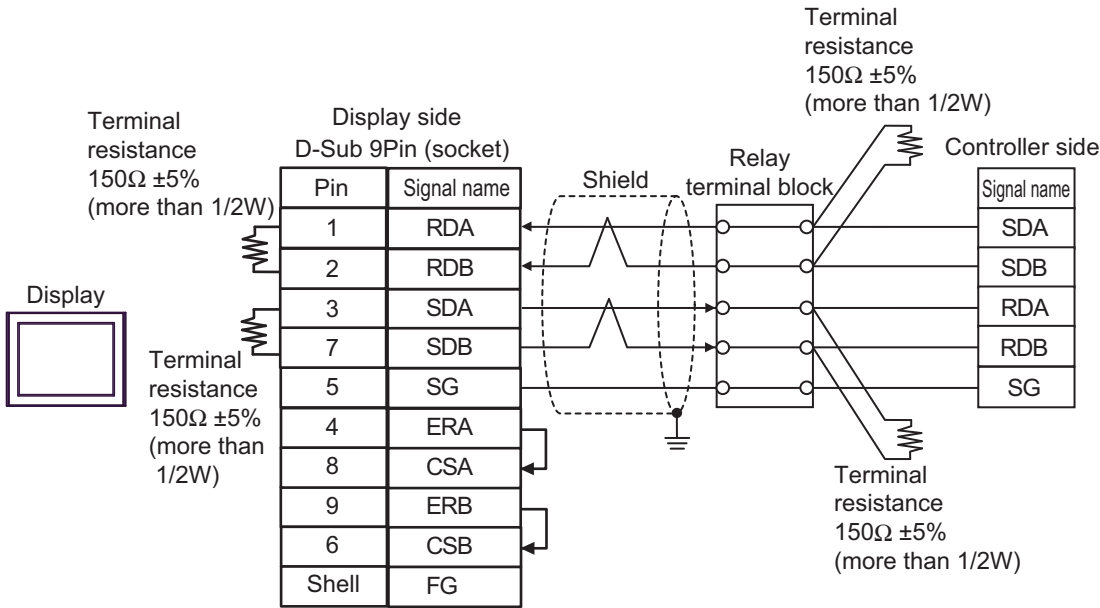 Terminal
resistance
150Ω ±5%
(more than 1/2W)
Terminal
resistance
150Ω ±5%
(more than 1/2W)
Display side
D-Sub 9Pin (socket)
Relay
terminal block
Controller side
Shield
Pin Signal name
1 RDA
2 RDB
3 SDA
7 SDB
5 SG
4 ERA
8 CSA
9 ERB
6 CSB
Shell FG
Signal name
SDA
SDB
RDA
RDB
SG
Display
Terminal
resistance
150Ω ±5%
(more than
1/2W)
Terminal
resistance
150Ω ±5%
(more than 1/2W)